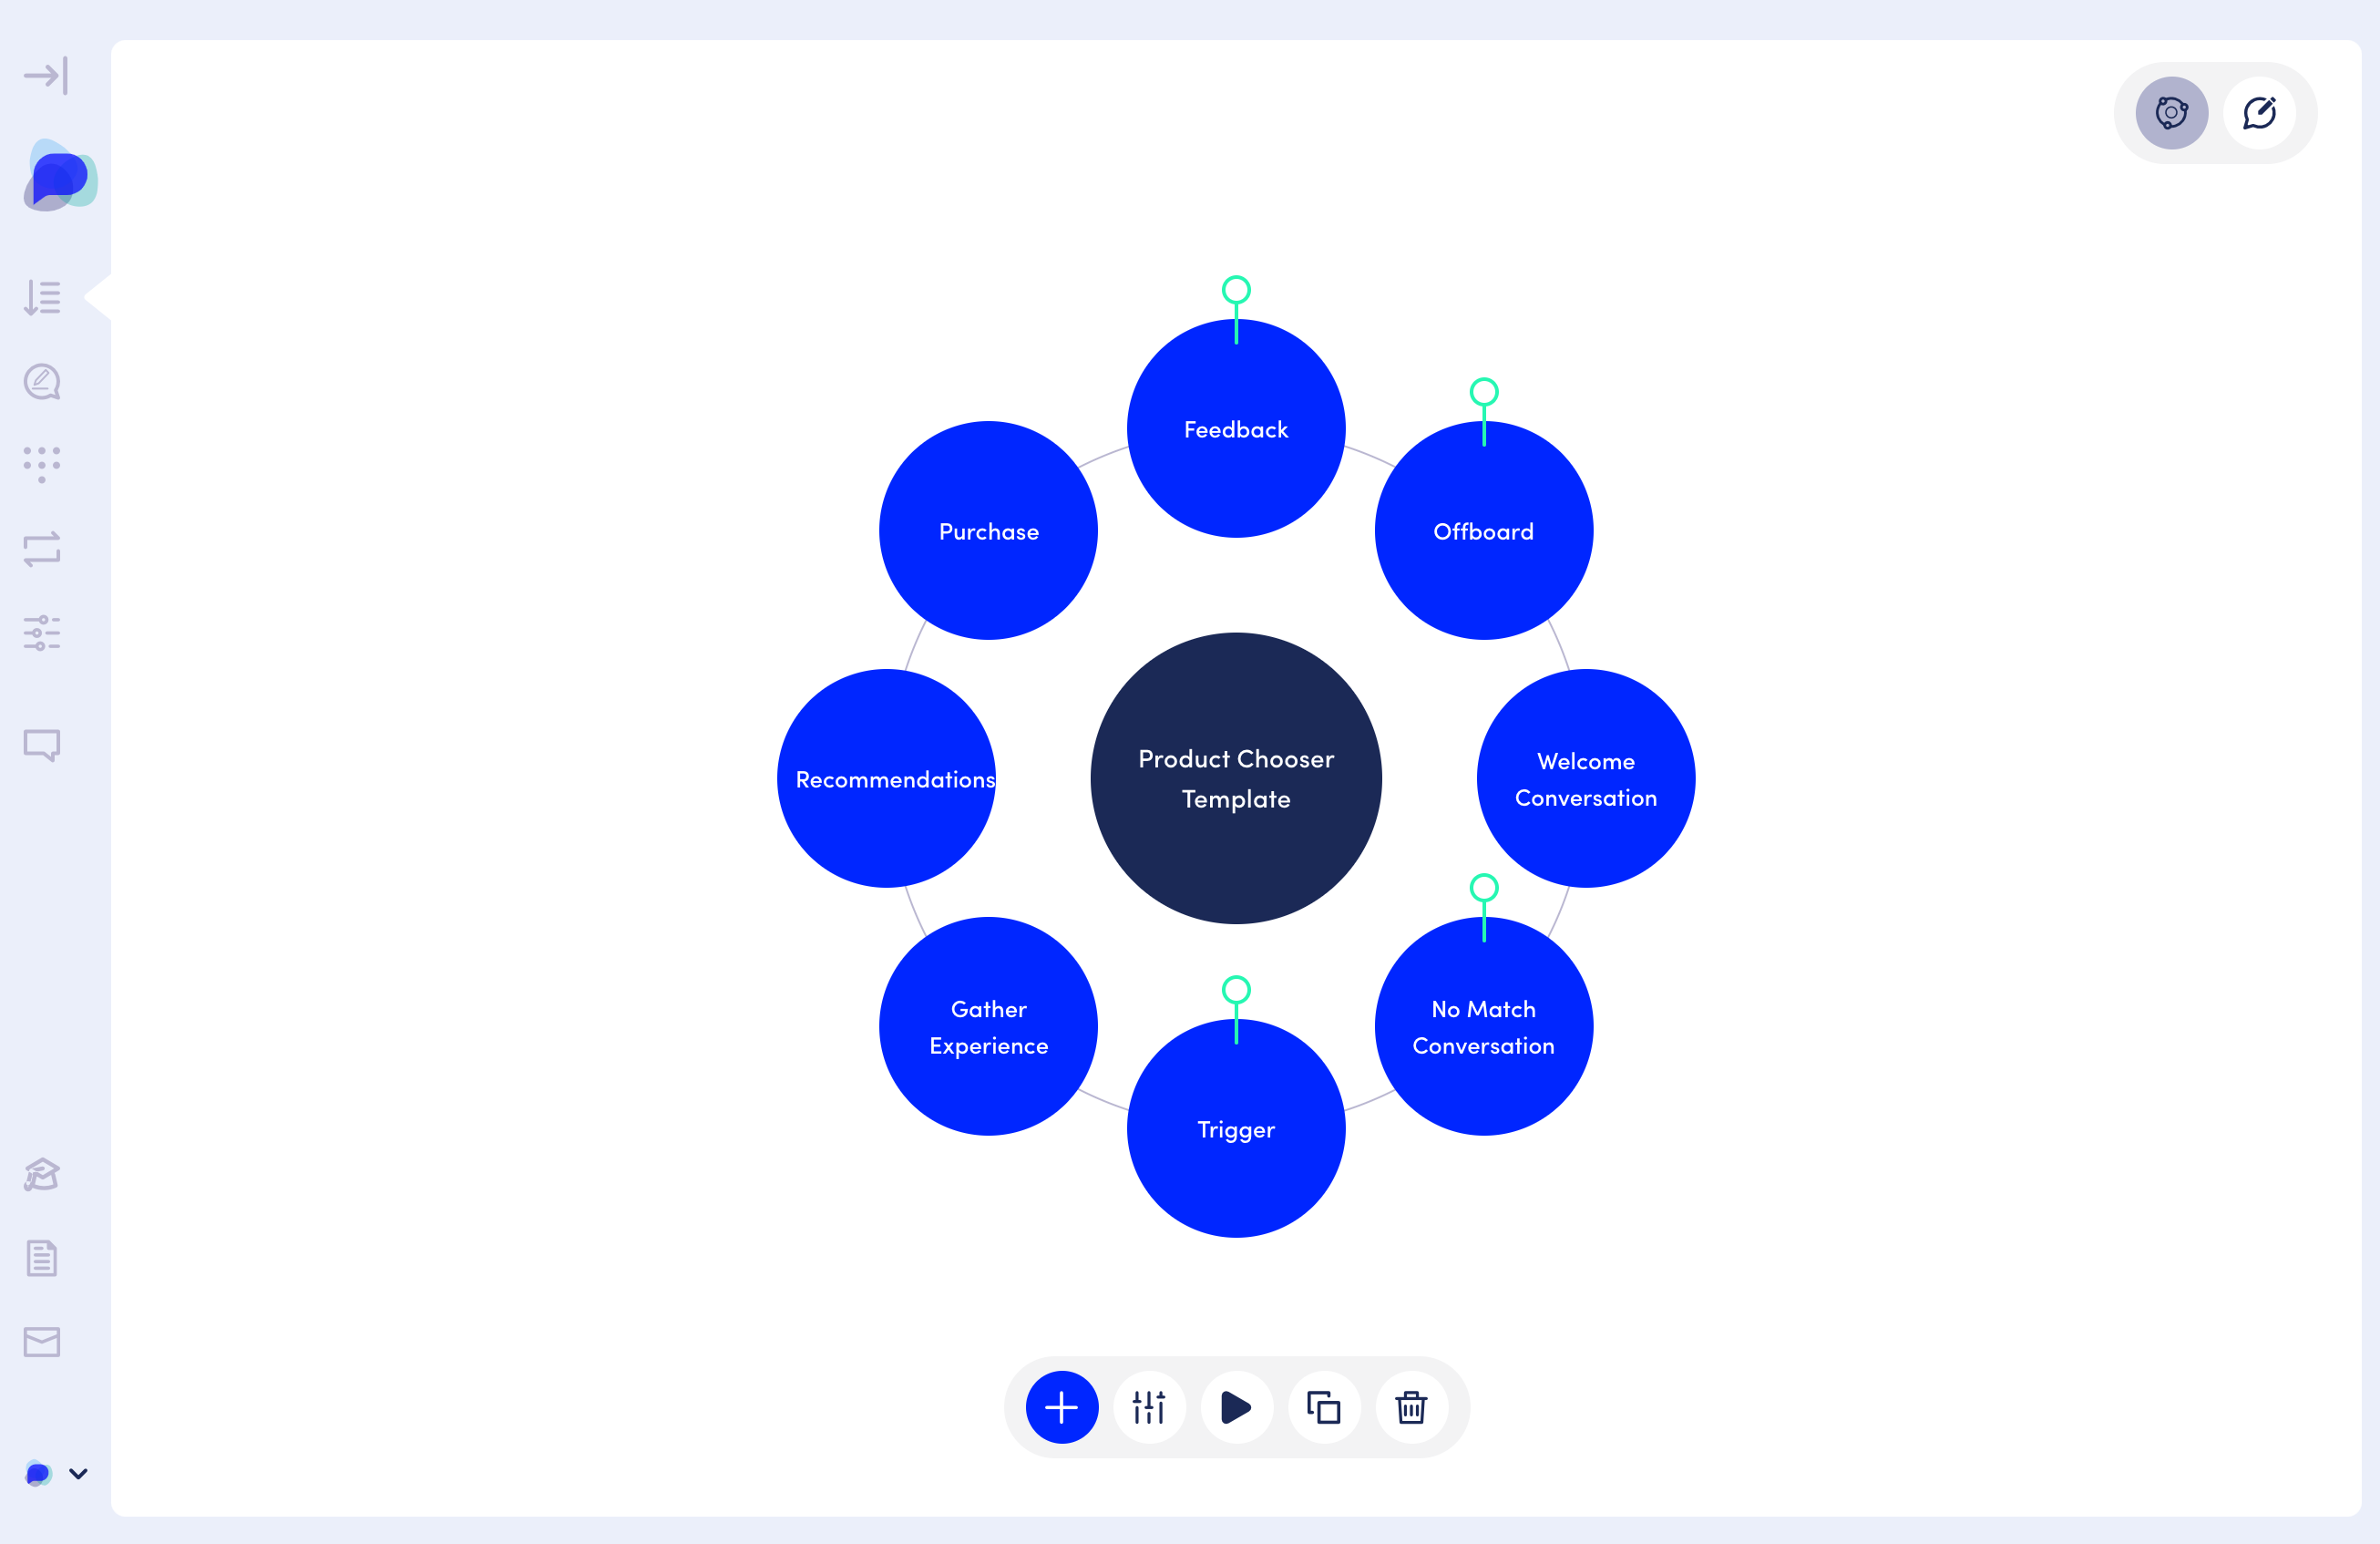 Feedback
Purchase
Offboard
Product Chooser
Template
Recommendations
Welcome
Conversation
Gather
Experience
No Match
Conversation
Trigger